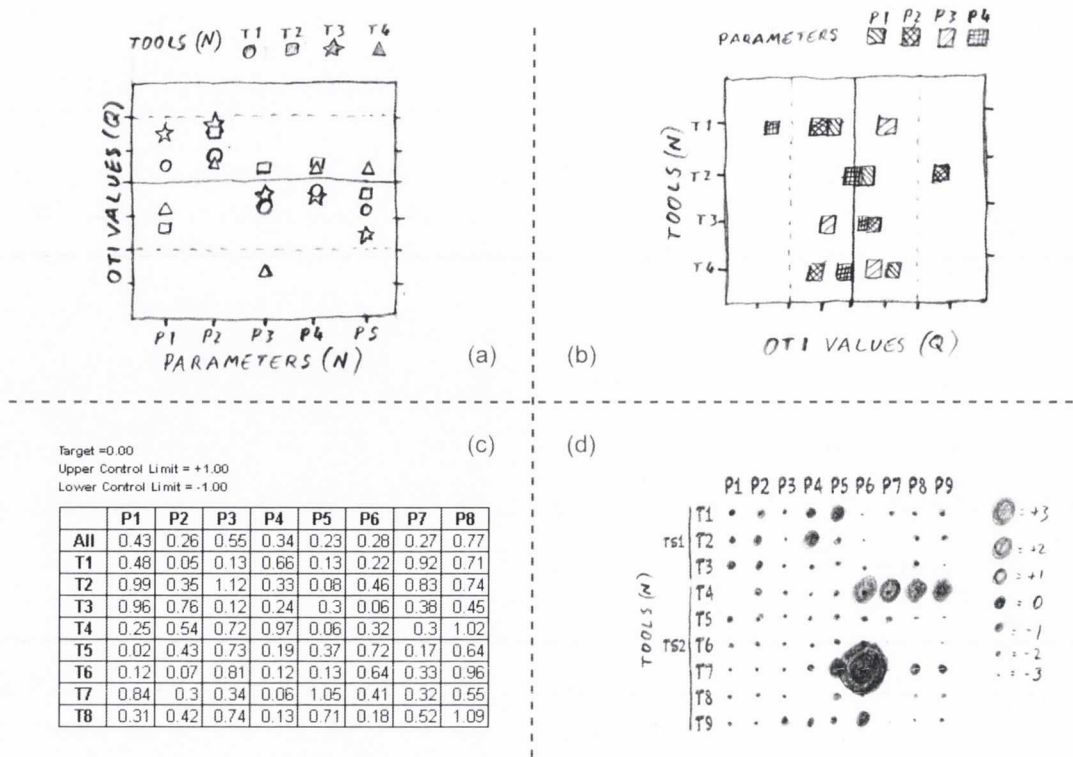 TOOLS (N) T1 T2 T3 T4
OTI VALUES (Q)
P1 P2 P3 P4 P5
PARAMETERS (N)
(a)
P1 P2 P3 P4
PARAMETERS
TOOLS (N)
T1
T2
T3
T4
OTI VALUES (Q)
(b)
(c)
Target =0.00
Upper Control Limit = +1.00
Lower Control Limit = -1.00
P1 P2 P3 P4 P5 P6 P7 P8
All 0.43 0.26 0.55 0.34 0.23 0.28 0.27 0.77
T1 0.48 0.05 0.13 0.66 0.13 0.22 0.92 0.71
T2 0.99 0.35 1.12 0.33 0.08 0.46 0.83 0.74
T3 0.96 0.76 0.12 0.24 0.3 0.06 0.38 0.45
T4 0.25 0.54 0.72 0.97 0.06 0.32 0.3 1.02
T5 0.02 0.43 0.73 0.19 0.37 0.72 0.17 0.64
T6 0.12 0.07 0.81 0.12 0.13 0.64 0.33 0.96
T7 0.84 0.3 0.34 0.06 1.05 0.41 0.32 0.55
T8 0.31 0.42 0.74 0.13 0.71 0.18 0.52 1.09
(d)
P1 P2 P3 P4 P5 P6 P7 P8 P9
TOOLS (N)
TS1
T1
T2
T3
TS2
T4
T5
T6
T7
T8
T9
= +3
= +2
= +1
= 0
= -1
= -2
= -3